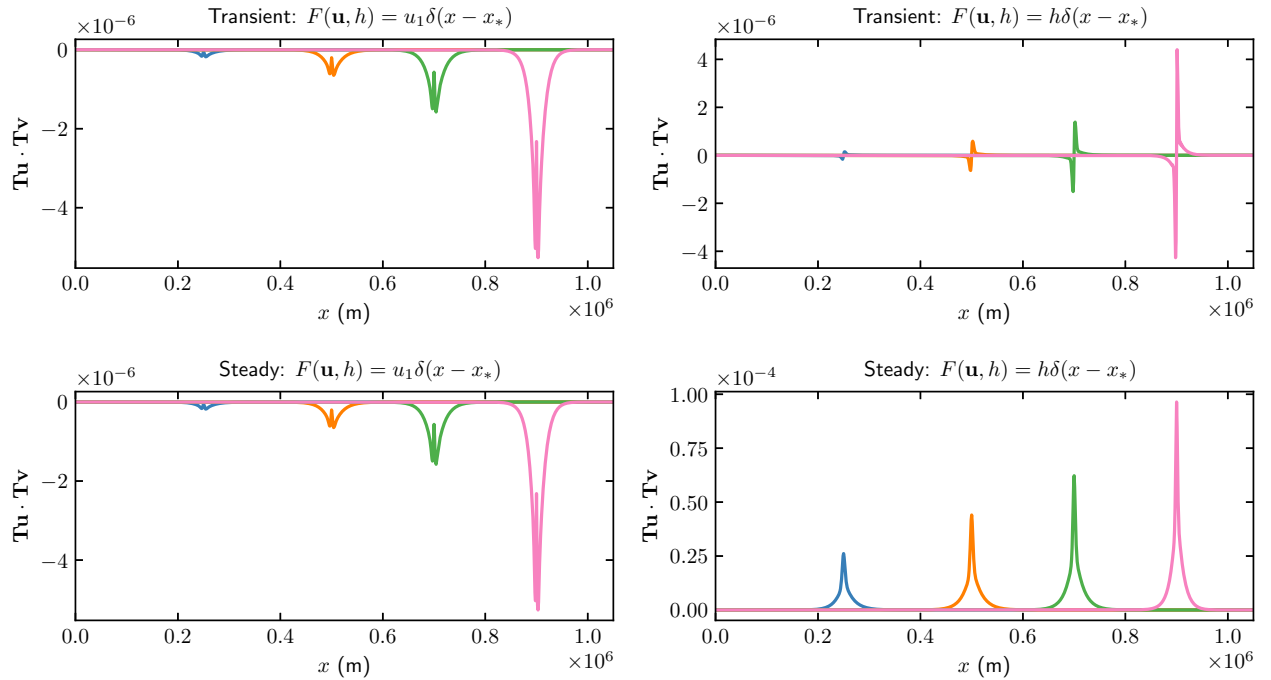 Transient: F(u, h) = u₁δ(x − x∗)
×10⁻⁶
0
−2
−4
Tu · Tv
0.0 0.2 0.4 0.6 0.8 1.0
×10⁶
x (m)
Transient: F(u, h) = hδ(x − x∗)
×10⁻⁶
4
2
0
−2
−4
Tu · Tv
0.0 0.2 0.4 0.6 0.8 1.0
×10⁶
x (m)
Steady: F(u, h) = u₁δ(x − x∗)
×10⁻⁶
0
−2
−4
Tu · Tv
0.0 0.2 0.4 0.6 0.8 1.0
×10⁶
x (m)
Steady: F(u, h) = hδ(x − x∗)
×10⁻⁴
1.00
0.75
0.50
0.25
0.00
Tu · Tv
0.0 0.2 0.4 0.6 0.8 1.0
×10⁶
x (m)